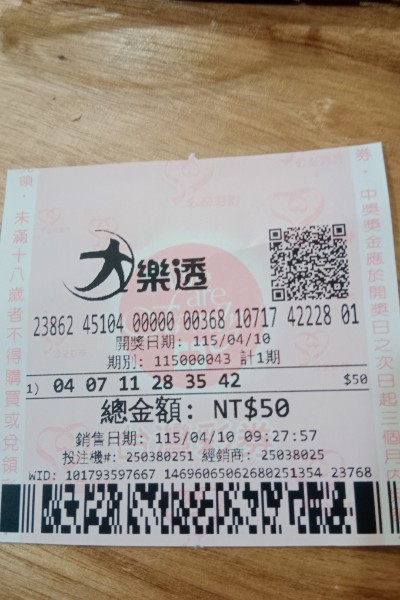 大樂透
23862 45104 00000 00368 10717 42228 01
開獎日期: 115/04/10
期別: 115000043 計1期
1) 04 07 11 28 35 42 $50
總金額: NT$50
銷售日期: 115/04/10 09:27:57
投注機#: 250380251 經銷商: 25038025
WID: 101793597667 14696065062680251354 23768
未滿十八歲者不得購買或兌領
券。中獎獎金應於開獎日之次日起三個月內